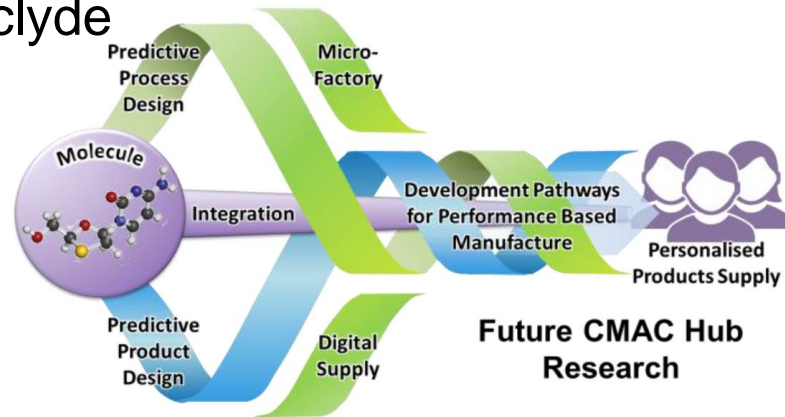 clyde
Predictive
Process
Design
Micro-
Factory
Molecule
Integration
Development Pathways
for Performance Based
Manufacture
Personalised
Products Supply
Predictive
Product
Design
Digital
Supply
Future CMAC Hub
Research